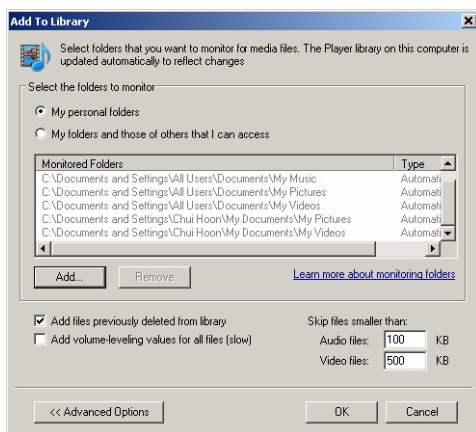 Add To Library
Select folders that you want to monitor for media files. The Player library on this computer is
updated automatically to reflect changes
Select the folders to monitor
My personal folders
My folders and those of others that I can access
Monitored Folders Type
C:\Documents and Settings\All Users\Documents\My Music Automati
C:\Documents and Settings\All Users\Documents\My Pictures Automati
C:\Documents and Settings\All Users\Documents\My Videos Automati
C:\Documents and Settings\Chui Hoon\My Documents\My Pictures Automati
C:\Documents and Settings\Chui Hoon\My Documents\My Videos Automati
Add... Remove Learn more about monitoring folders
Add files previously deleted from library Skip files smaller than:
Add volume-leveling values for all files (slow) Audio files: 100 KB
Video files: 500 KB
<< Advanced Options OK Cancel